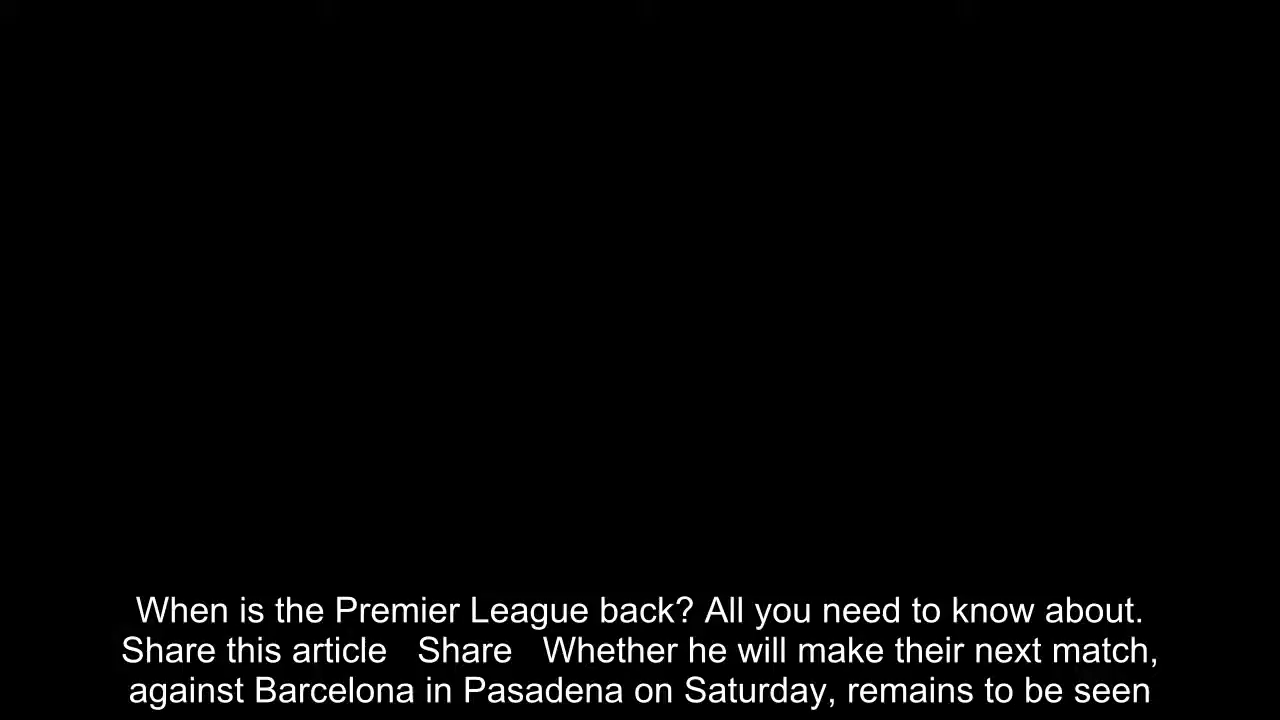 When is the Premier League back? All you need to know about.
Share this article   Share   Whether he will make their next match,
against Barcelona in Pasadena on Saturday, remains to be seen